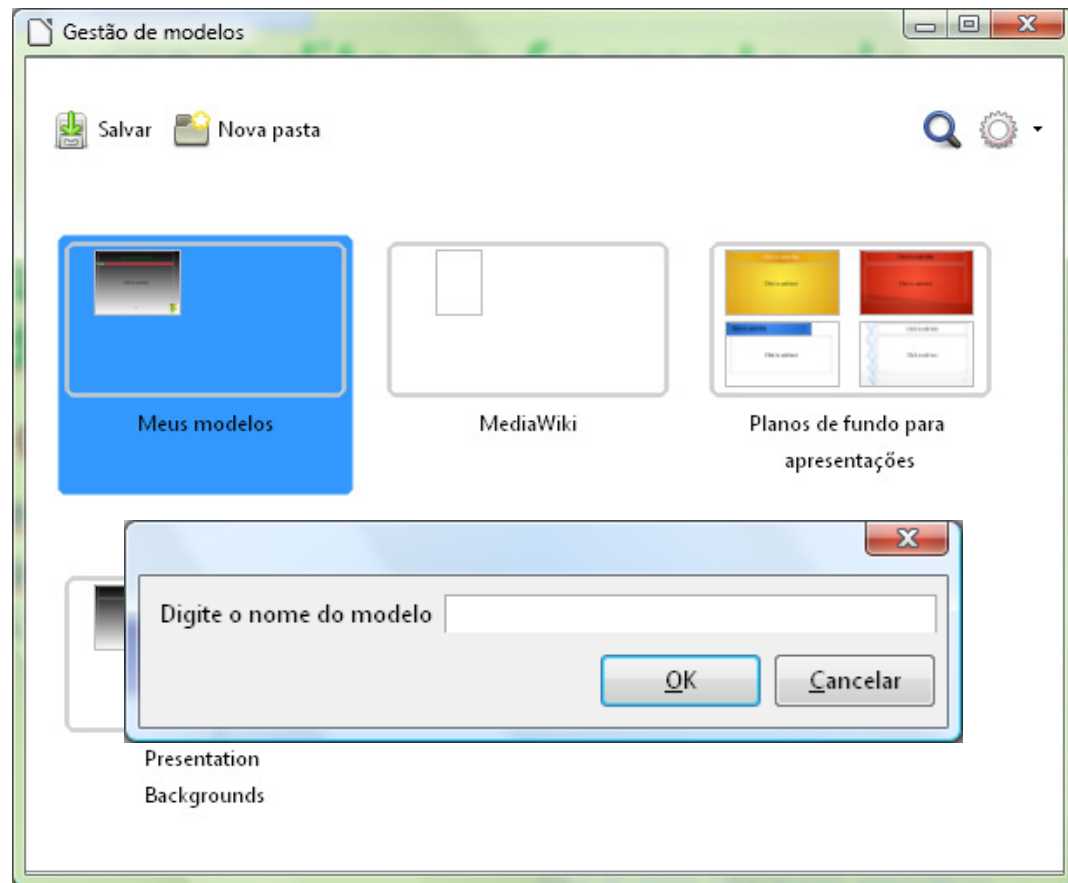 Gestão de modelos
Salvar Nova pasta
Meus modelos MediaWiki Planos de fundo para
apresentações
Digite o nome do modelo
OK Cancelar
Presentation
Backgrounds